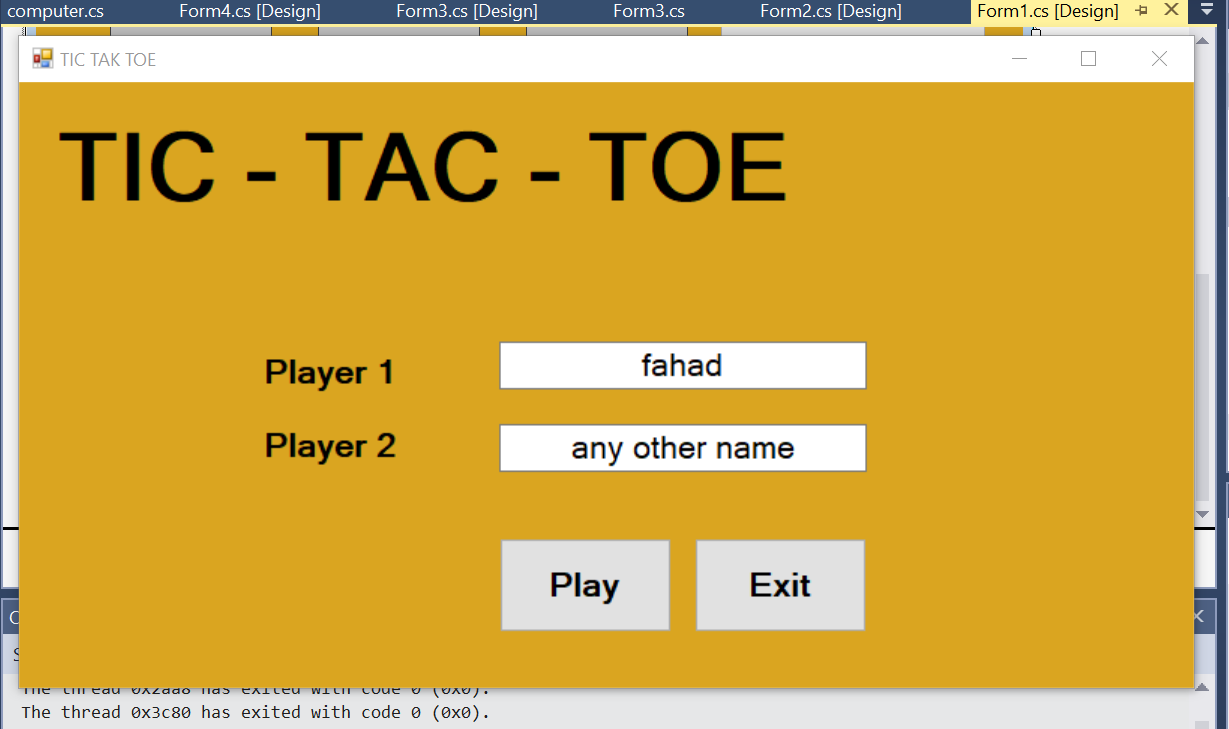 computer.cs Form4.cs [Design] Form3.cs [Design] Form3.cs Form2.cs [Design] Form1.cs [Design]
TIC TAK TOE
TIC - TAC - TOE
Player 1 fahad
Player 2 any other name
Play Exit
The thread 0x2aa8 has exited with code 0 (0x0).
The thread 0x3c80 has exited with code 0 (0x0).